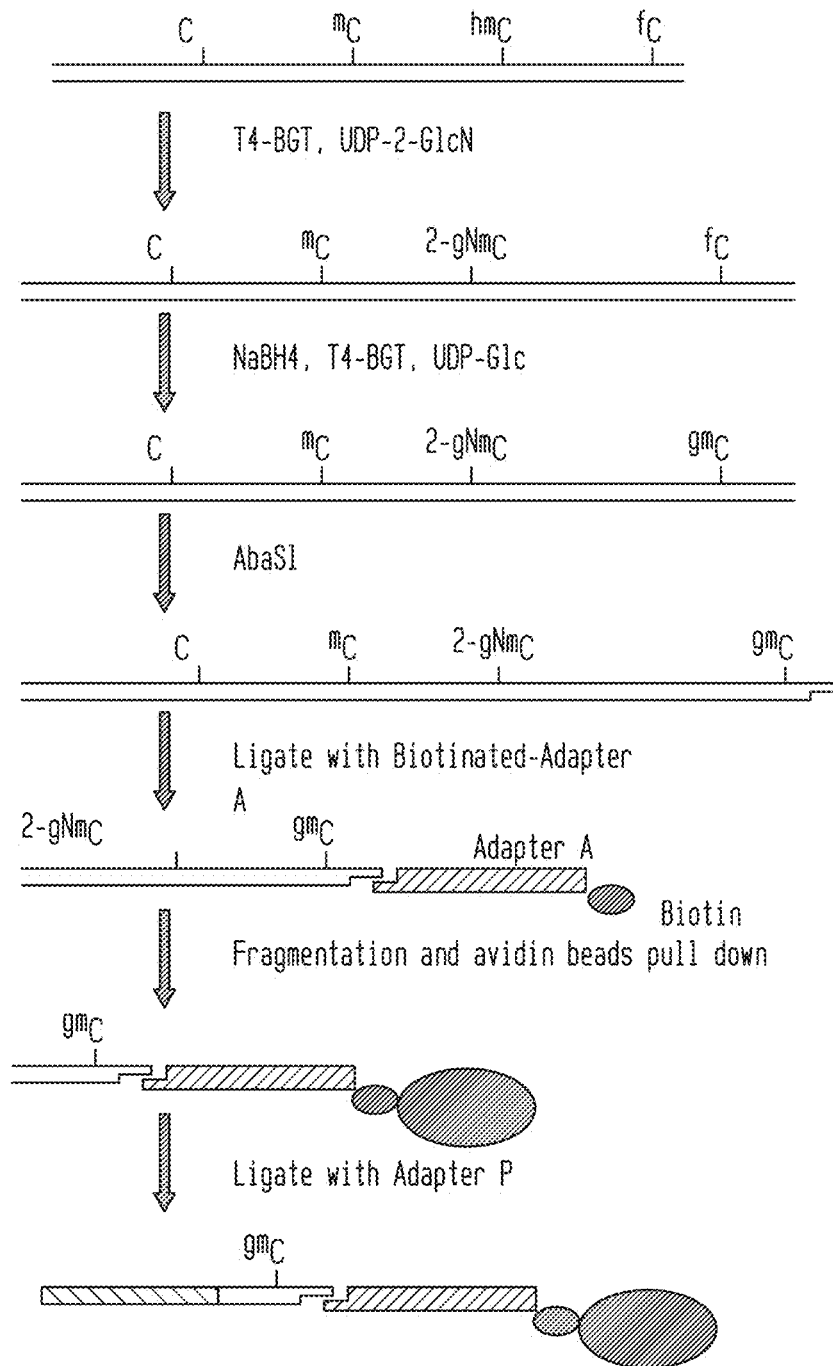 C mC hmC fC
T4-BGT, UDP-2-GlcN
C mC 2-gNmC fC
NaBH4, T4-BGT, UDP-Glc
C mC 2-gNmC gmC
AbaSl
C mC 2-gNmC gmC
Ligate with Biotinated-Adapter
A
2-gNmC gmC
Adapter A
Biotin
Fragmentation and avidin beads pull down
gmC
Ligate with Adapter P
gmC